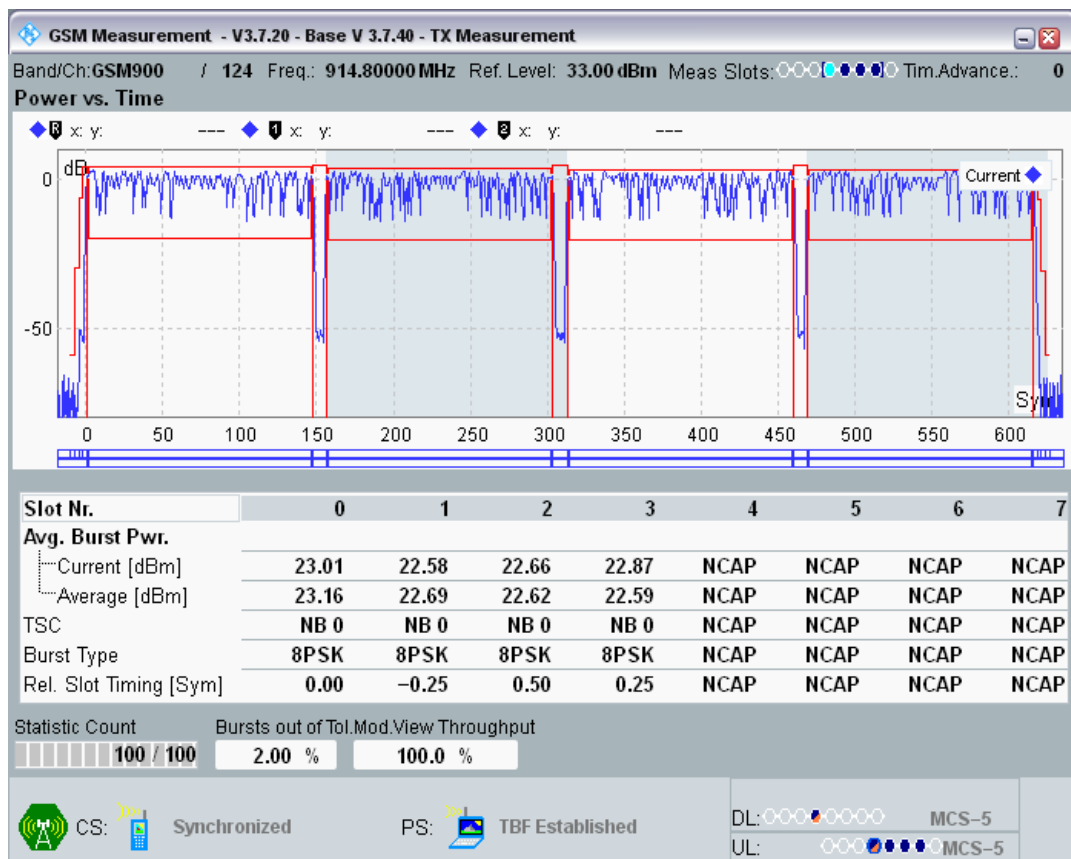 GSM Measurement - V3.7.20 - Base V 3.7.40 - TX Measurement
Band/Ch:GSM900 / 124 Freq.: 914.80000 MHz Ref. Level: 33.00 dBm Meas Slots: Tim.Advance.: 0
Power vs. Time
R x: y: --- 1 x: y: --- 2 x: y: ---
dB
0
Current
-50
0 50 100 150 200 250 300 350 400 450 500 550 600
Slot Nr. 0 1 2 3 4 5 6 7
Avg. Burst Pwr.
Current [dBm] 23.01 22.58 22.66 22.87 NCAP NCAP NCAP NCAP
Average [dBm] 23.16 22.69 22.62 22.59 NCAP NCAP NCAP NCAP
TSC NB 0 NB 0 NB 0 NB 0 NCAP NCAP NCAP NCAP
Burst Type 8PSK 8PSK 8PSK 8PSK NCAP NCAP NCAP NCAP
Rel. Slot Timing [Sym] 0.00 −0.25 0.50 0.25 NCAP NCAP NCAP NCAP
Statistic Count Bursts out of Tol. Mod.View Throughput
100 / 100 2.00 % 100.0 %
CS: Synchronized PS: TBF Established
DL: MCS−5
UL: MCS−5